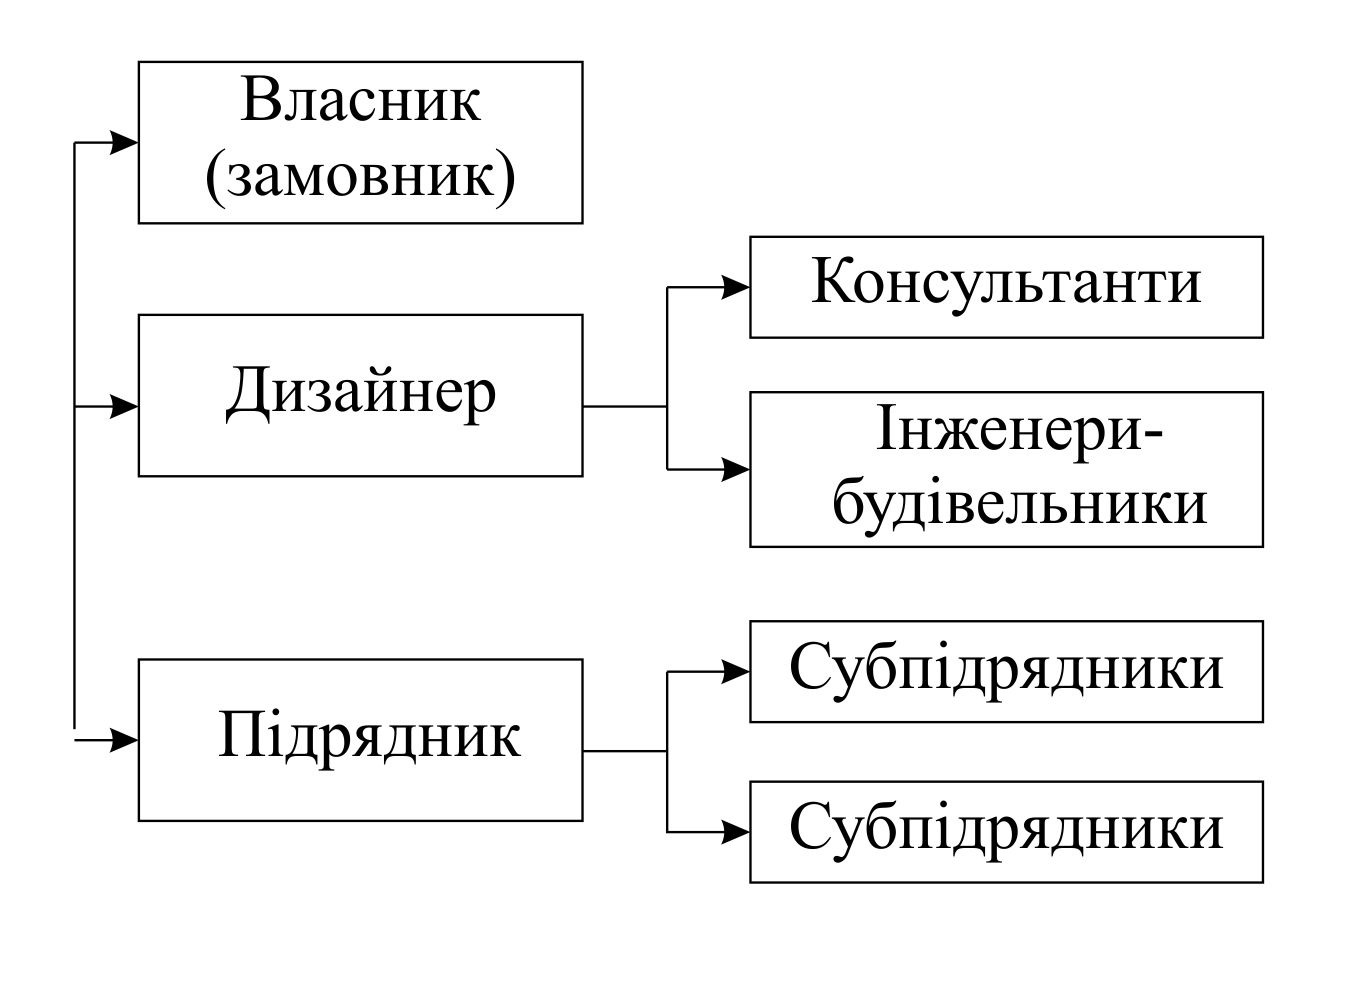 Власник
(замовник)
Дизайнер
Консультанти
Інженери-
будівельники
Підрядник
Субпідрядники
Субпідрядники